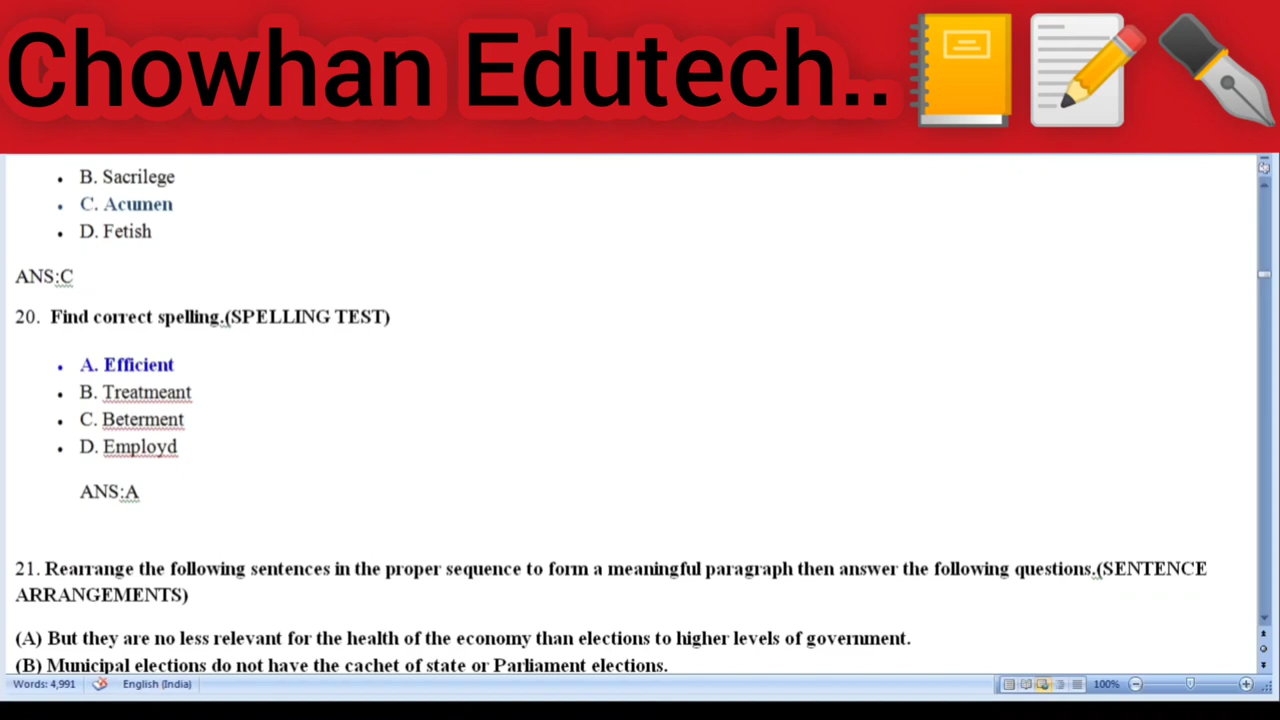 Chowhan Edutech..
• B. Sacrilege
• C. Acumen
• D. Fetish
ANS:C
20. Find correct spelling.(SPELLING TEST)
• A. Efficient
• B. Treatmeant
• C. Beterment
• D. Employd
ANS:A
21. Rearrange the following sentences in the proper sequence to form a meaningful paragraph then answer the following questions.(SENTENCE
ARRANGEMENTS)
(A) But they are no less relevant for the health of the economy than elections to higher levels of government.
(B) Municipal elections do not have the cachet of state or Parliament elections.
Words: 4,991 English (India) 100%